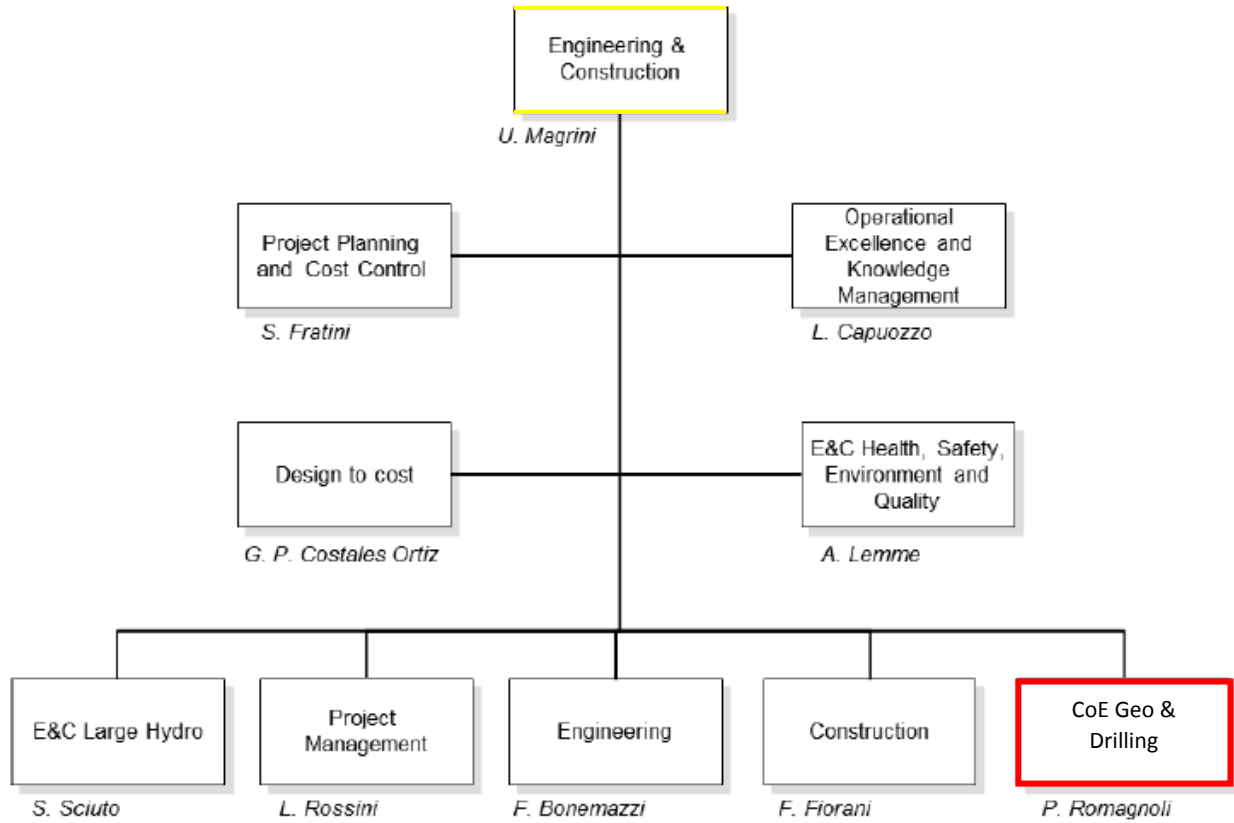 Engineering &
Construction
U. Magrini
Project Planning
and Cost Control
S. Fratini
Operational
Excellence and
Knowledge
Management
L. Capuozzo
Design to cost
G. P. Costales Ortiz
E&C Health, Safety,
Environment and
Quality
A. Lemme
E&C Large Hydro
S. Sciuto
Project
Management
L. Rossini
Engineering
F. Bonemazzi
Construction
F. Fiorani
CoE Geo &
Drilling
P. Romagnoli